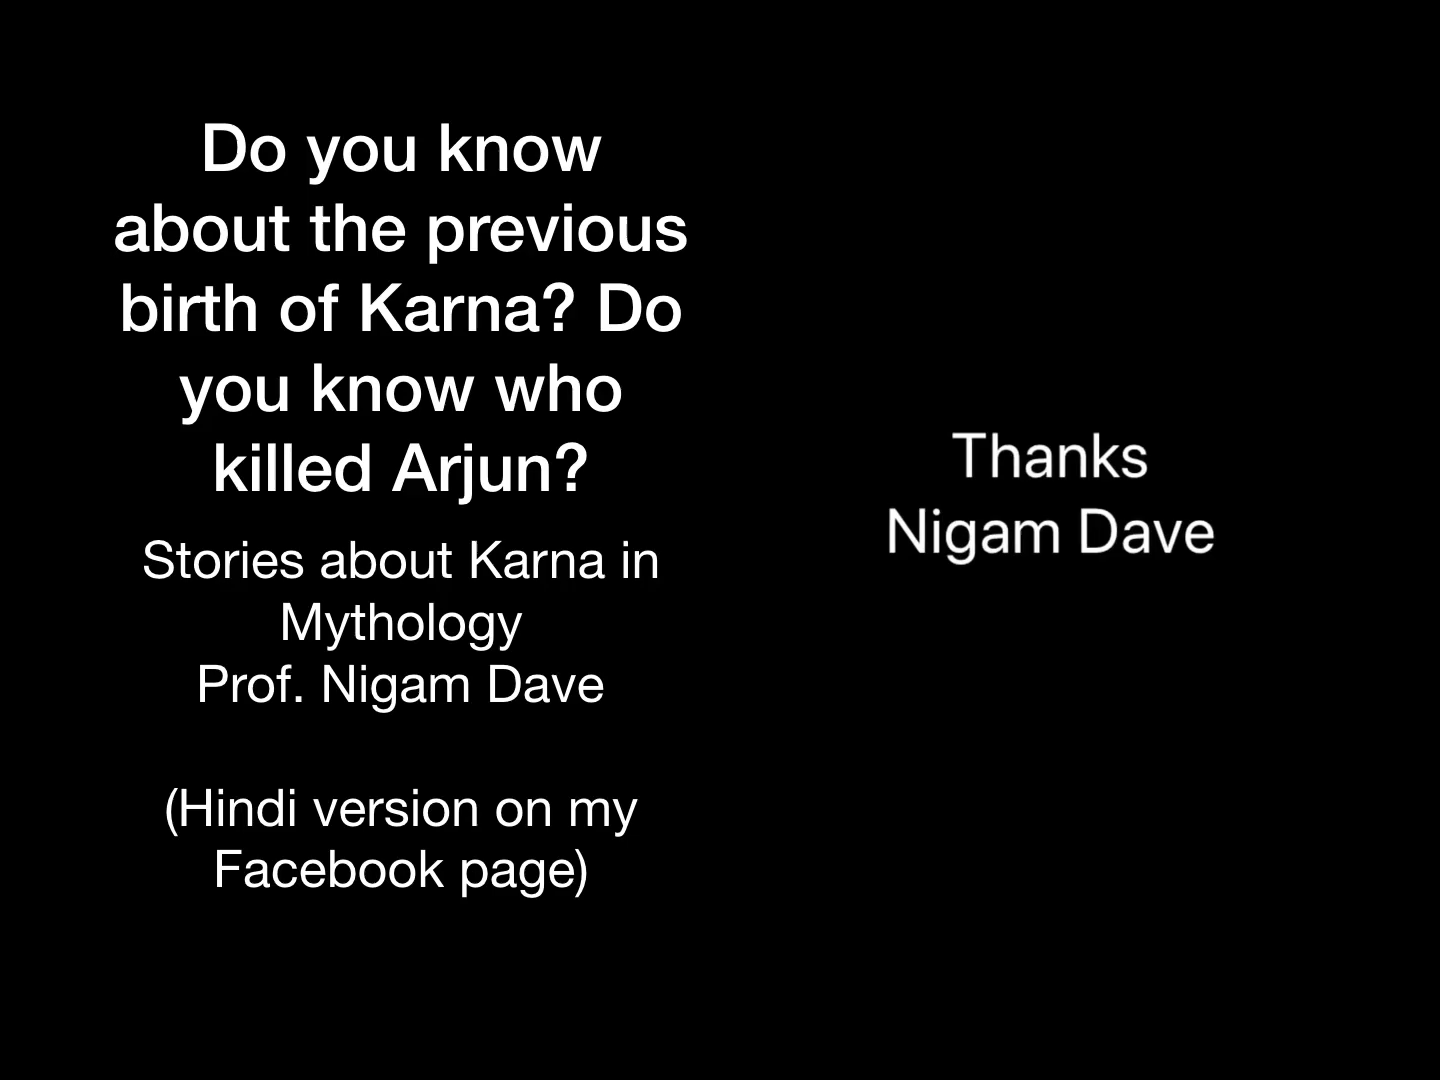 Do you know
about the previous
birth of Karna? Do
you know who
killed Arjun?
Stories about Karna in
Mythology
Prof. Nigam Dave
(Hindi version on my
Facebook page)
Thanks
Nigam Dave